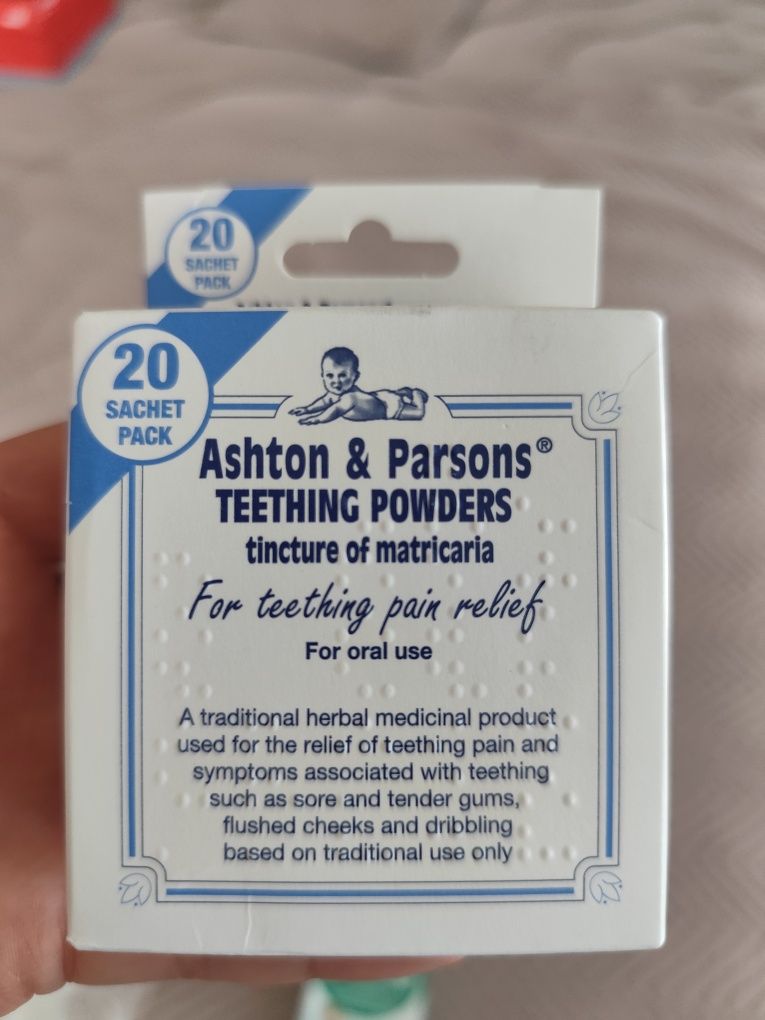 20
SACHET
PACK
20
SACHET
PACK
Ashton & Parsons®
TEETHING POWDERS
tincture of matricaria
For teething pain relief
For oral use
A traditional herbal medicinal product
used for the relief of teething pain and
symptoms associated with teething
such as sore and tender gums,
flushed cheeks and dribbling
based on traditional use only